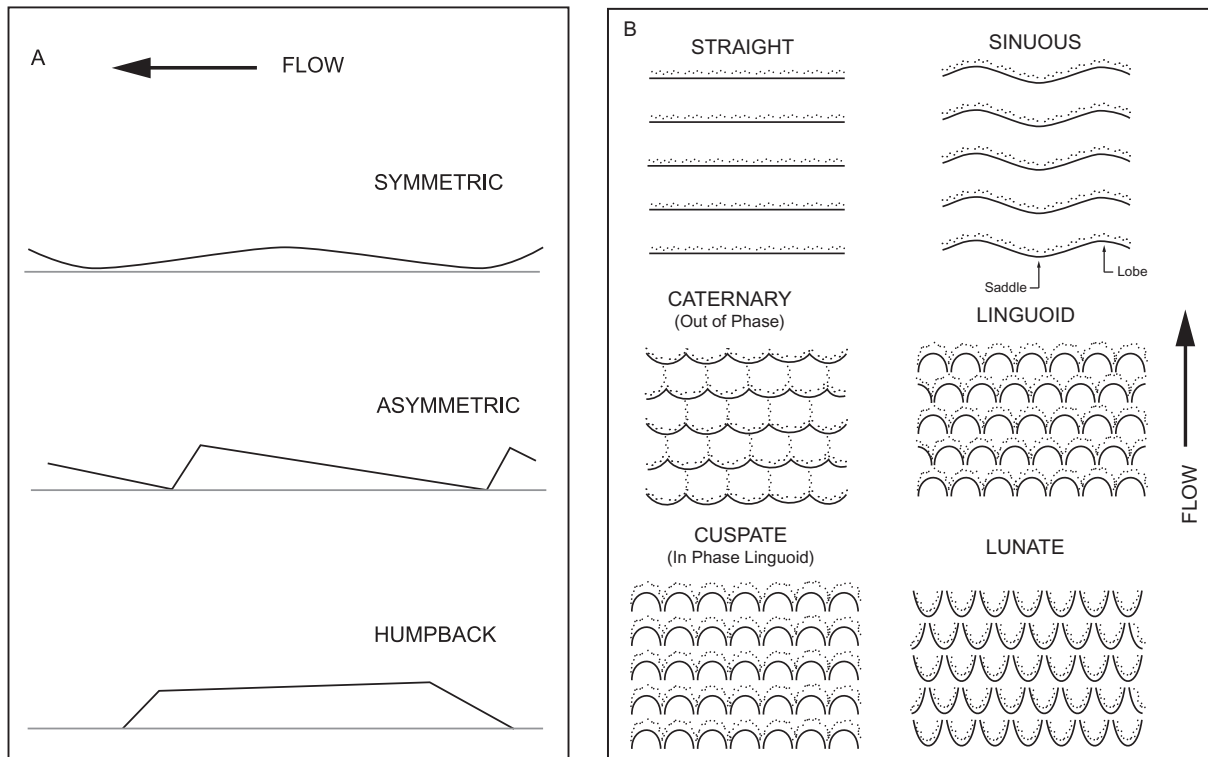 A
FLOW
SYMMETRIC
ASYMMETRIC
HUMPBACK
B
STRAIGHT
SINUOUS
Saddle
Lobe
CATERNARY
(Out of Phase)
LINGUOID
FLOW
CUSPATE
(In Phase Linguoid)
LUNATE